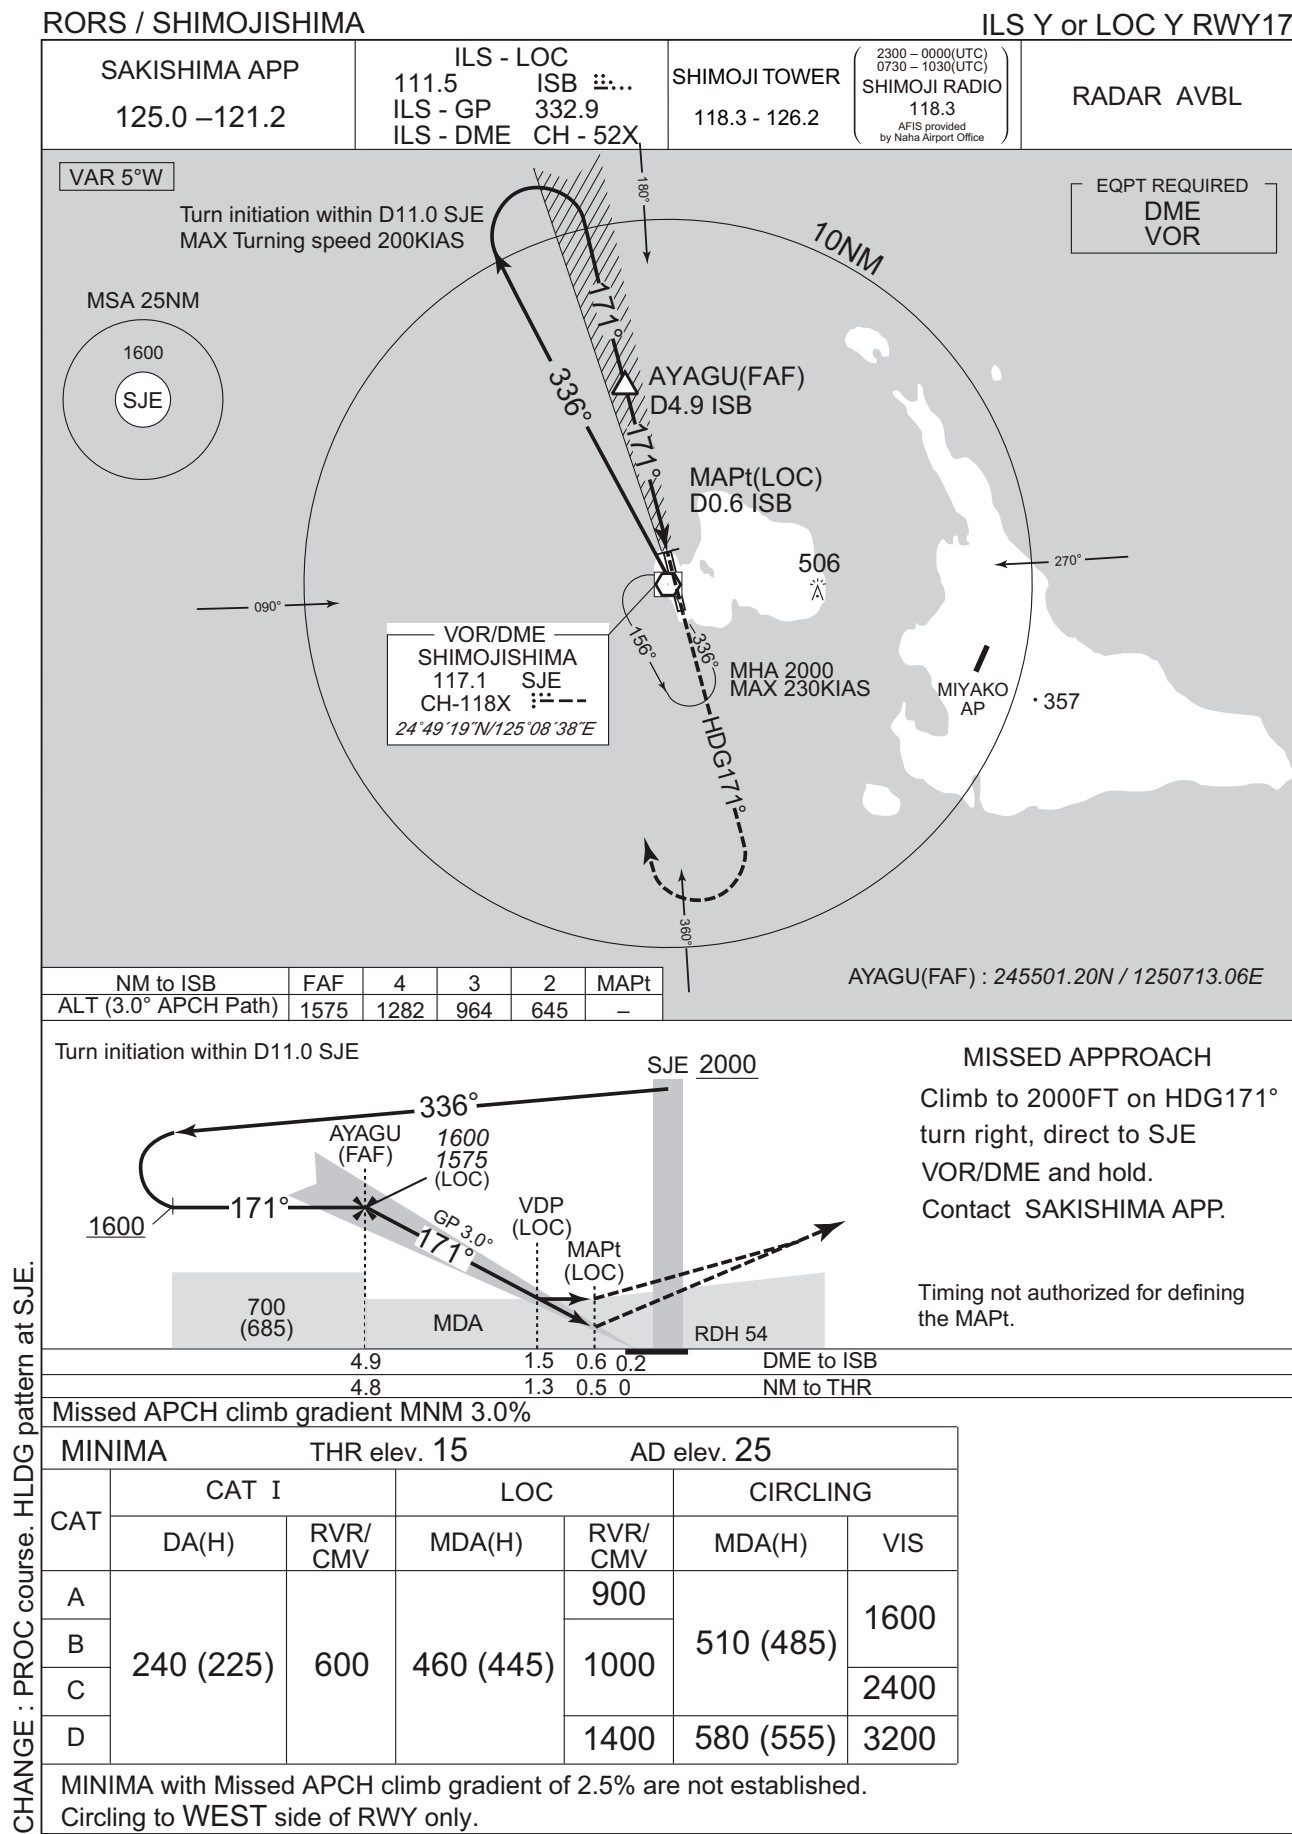 RORS / SHIMOJISHIMA
ILS Y or LOC Y RWY17
SAKISHIMA APP
125.0 –121.2
ILS - LOC
111.5 ISB
ILS - GP 332.9
ILS - DME CH - 52X
SHIMOJI TOWER
118.3 - 126.2
2300 – 0000(UTC)
0730 – 1030(UTC)
SHIMOJI RADIO
118.3
AFIS provided
by Naha Airport Office
RADAR AVBL
VAR 5°W
180°
EQPT REQUIRED
DME
VOR
Turn initiation within D11.0 SJE
MAX Turning speed 200KIAS
10NM
MSA 25NM
1600
SJE
171°
336°
AYAGU(FAF)
D4.9 ISB
171°
MAPt(LOC)
D0.6 ISB
506
270°
090°
VOR/DME
SHIMOJISHIMA
117.1 SJE
CH-118X
24°49´19˝N/125°08´38˝E
156°
336°
MHA 2000
MAX 230KIAS
MIYAKO
AP
357
HDG171°
360°
AYAGU(FAF) : 245501.20N / 1250713.06E
NM to ISB FAF 4 3 2 MAPt
ALT (3.0° APCH Path) 1575 1282 964 645 –
Turn initiation within D11.0 SJE
SJE 2000
336°
AYAGU
(FAF)
1600
1575
(LOC)
1600
171°
GP 3.0°
171°
VDP
(LOC)
MAPt
(LOC)
700
(685)
MDA
RDH 54
MISSED APPROACH
Climb to 2000FT on HDG171°
turn right, direct to SJE
VOR/DME and hold.
Contact SAKISHIMA APP.
Timing not authorized for defining
the MAPt.
4.9 1.5 0.6 0.2 DME to ISB
4.8 1.3 0.5 0 NM to THR
Missed APCH climb gradient MNM 3.0%
MINIMA THR elev. 15 AD elev. 25
CAT
CAT I LOC CIRCLING
DA(H) RVR/CMV MDA(H) RVR/CMV MDA(H) VIS
A 900
B 1600
240 (225) 600 460 (445) 1000 510 (485)
C 2400
D 1400 580 (555) 3200
MINIMA with Missed APCH climb gradient of 2.5% are not established.
Circling to WEST side of RWY only.
CHANGE : PROC course. HLDG pattern at SJE.